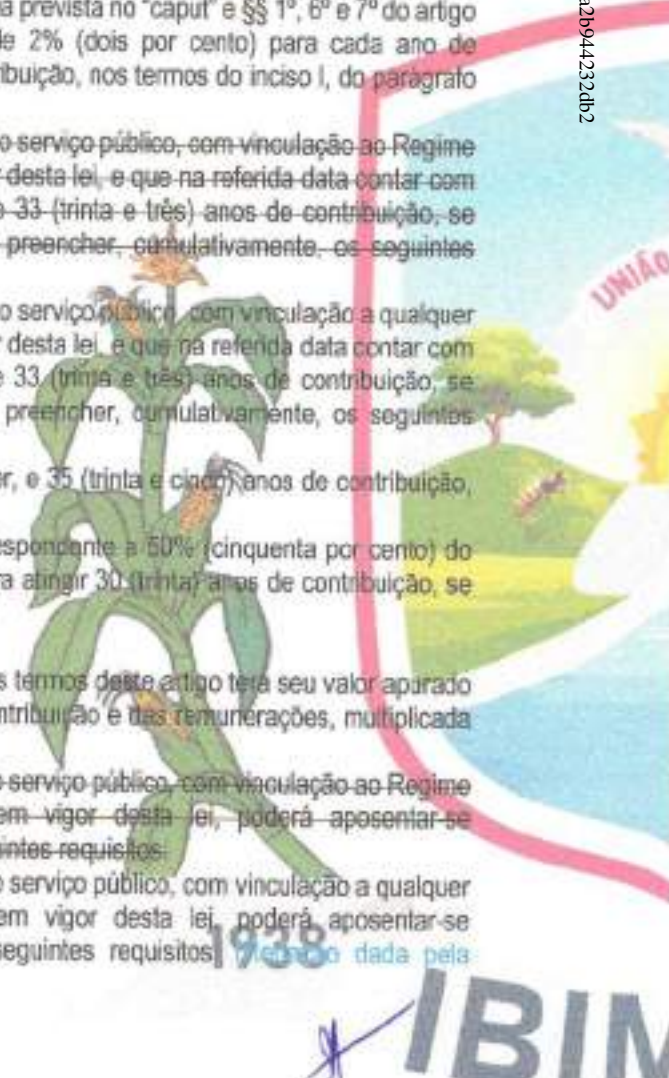 a prevista no "caput" e §§ 1º, 6º e 7º do artigo
e 2% (dois por cento) para cada ano de
ribuição, nos termos do inciso I, do parágrafo
o serviço público, com vinculação ao Regime
desta lei, e que na referida data contar com
33 (trinta e três) anos de contribuição, se
preencher, cumulativamente, os seguintes
o serviço público, com vinculação a qualquer
r desta lei, e que na referida data contar com
e 33 (trinta e três) anos de contribuição, se
preencher, cumulativamente, os seguintes
er, e 35 (trinta e cinco) anos de contribuição,
respondente a 50% (cinquenta por cento) do
ra atingir 30 (trinta) anos de contribuição, se
s termos deste artigo terá seu valor apurado
ntribuição e das remunerações, multiplicada
o serviço público, com vinculação ao Regime
em vigor desta lei, poderá aposentar-se
uintes requisitos:
o serviço público, com vinculação a qualquer
em vigor desta lei, poderá aposentar-se
seguintes requisitos: dada pela
a2b944232db2
UNIÃO
1938
IBIM